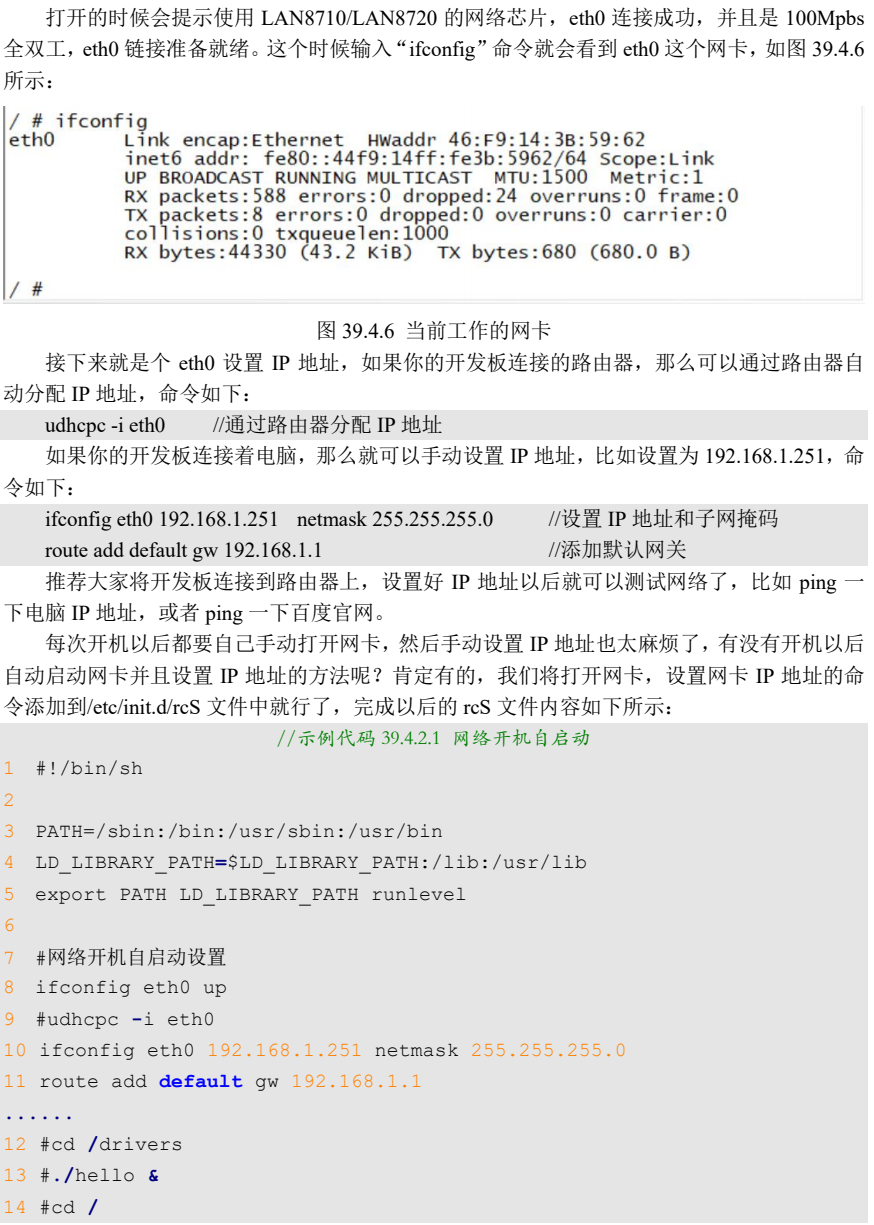 打开的时候会提示使用 LAN8710/LAN8720 的网络芯片，eth0 连接成功，并且是 100Mpbs
全双工，eth0 链接准备就绪。这个时候输入“ifconfig”命令就会看到 eth0 这个网卡，如图 39.4.6
所示：
/ # ifconfig
eth0      Link encap:Ethernet  HWaddr 46:F9:14:3B:59:62
          inet6 addr: fe80::44f9:14ff:fe3b:5962/64 Scope:Link
          UP BROADCAST RUNNING MULTICAST  MTU:1500  Metric:1
          RX packets:588 errors:0 dropped:24 overruns:0 frame:0
          TX packets:8 errors:0 dropped:0 overruns:0 carrier:0
          collisions:0 txqueuelen:1000
          RX bytes:44330 (43.2 KiB)  TX bytes:680 (680.0 B)
/ #
图 39.4.6 当前工作的网卡
接下来就是个 eth0 设置 IP 地址，如果你的开发板连接的路由器，那么可以通过路由器自
动分配 IP 地址，命令如下：
udhcpc -i eth0 //通过路由器分配 IP 地址
如果你的开发板连接着电脑，那么就可以手动设置 IP 地址，比如设置为 192.168.1.251，命
令如下：
ifconfig eth0 192.168.1.251 netmask 255.255.255.0 //设置 IP 地址和子网掩码
route add default gw 192.168.1.1 //添加默认网关
推荐大家将开发板连接到路由器上，设置好 IP 地址以后就可以测试网络了，比如 ping 一
下电脑 IP 地址，或者 ping 一下百度官网。
每次开机以后都要自己手动打开网卡，然后手动设置 IP 地址也太麻烦了，有没有开机以后
自动启动网卡并且设置 IP 地址的方法呢？肯定有的，我们将打开网卡，设置网卡 IP 地址的命
令添加到/etc/init.d/rcS 文件中就行了，完成以后的 rcS 文件内容如下所示：
//示例代码 39.4.2.1 网络开机自启动
1 #!/bin/sh
2
3 PATH=/sbin:/bin:/usr/sbin:/usr/bin
4 LD_LIBRARY_PATH=$LD_LIBRARY_PATH:/lib:/usr/lib
5 export PATH LD_LIBRARY_PATH runlevel
6
7 #网络开机自启动设置
8 ifconfig eth0 up
9 #udhcpc -i eth0
10 ifconfig eth0 192.168.1.251 netmask 255.255.255.0
11 route add default gw 192.168.1.1
......
12 #cd /drivers
13 #./hello &
14 #cd /